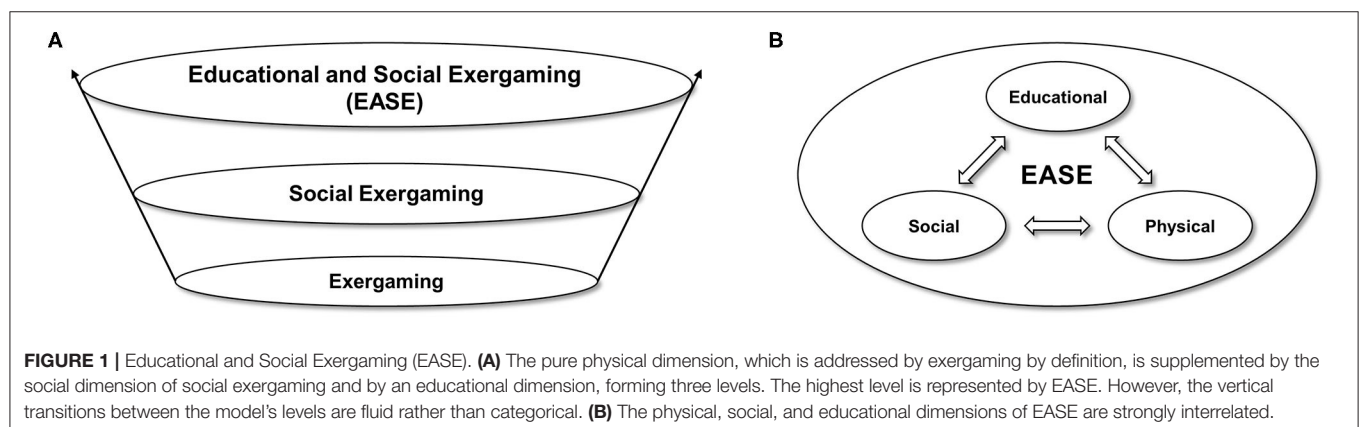 A
Educational and Social Exergaming
(EASE)
Social Exergaming
Exergaming
B
Educational
EASE
Social
Physical
FIGURE 1 | Educational and Social Exergaming (EASE). (A) The pure physical dimension, which is addressed by exergaming by definition, is supplemented by the
social dimension of social exergaming and by an educational dimension, forming three levels. The highest level is represented by EASE. However, the vertical
transitions between the model's levels are fluid rather than categorical. (B) The physical, social, and educational dimensions of EASE are strongly interrelated.